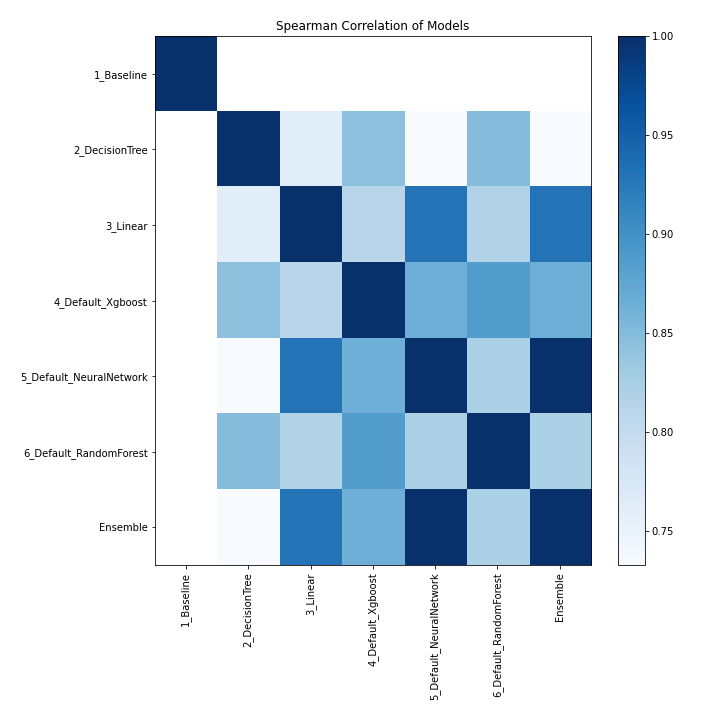 Spearman Correlation of Models
1_Baseline
2_DecisionTree
3_Linear
4_Default_Xgboost
5_Default_NeuralNetwork
6_Default_RandomForest
Ensemble
1_Baseline
2_DecisionTree
3_Linear
4_Default_Xgboost
5_Default_NeuralNetwork
6_Default_RandomForest
Ensemble
1.00
0.95
0.90
0.85
0.80
0.75